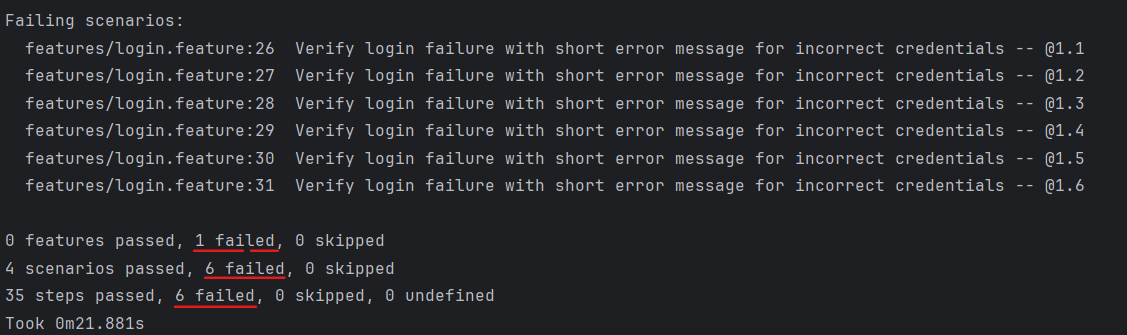 Failing scenarios:
  features/login.feature:26  Verify login failure with short error message for incorrect credentials -- @1.1
  features/login.feature:27  Verify login failure with short error message for incorrect credentials -- @1.2
  features/login.feature:28  Verify login failure with short error message for incorrect credentials -- @1.3
  features/login.feature:29  Verify login failure with short error message for incorrect credentials -- @1.4
  features/login.feature:30  Verify login failure with short error message for incorrect credentials -- @1.5
  features/login.feature:31  Verify login failure with short error message for incorrect credentials -- @1.6

0 features passed, 1 failed, 0 skipped
4 scenarios passed, 6 failed, 0 skipped
35 steps passed, 6 failed, 0 skipped, 0 undefined
Took 0m21.881s